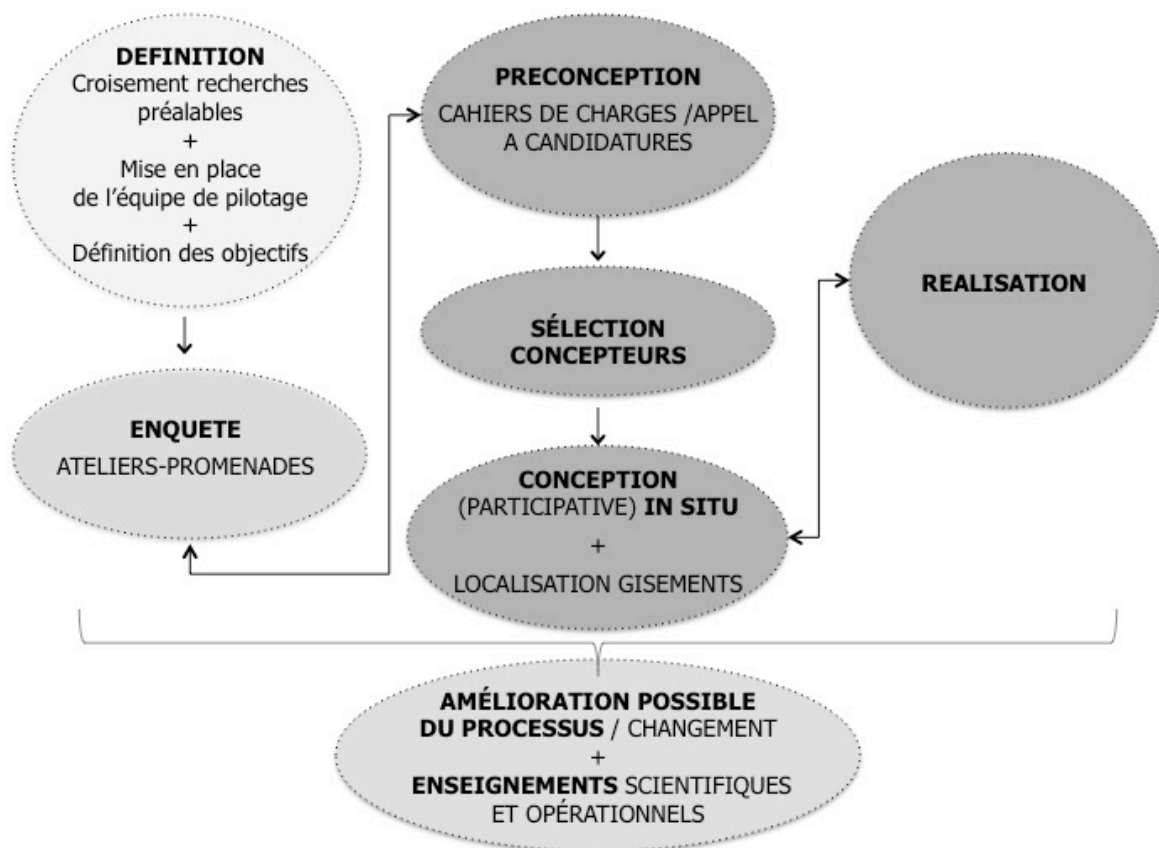 DEFINITION
Croisement recherches
préalables
+
Mise en place
de l'équipe de pilotage
+
Définition des objectifs
ENQUETE
ATELIERS-PROMENADES
PRECONCEPTION
CAHIERS DE CHARGES /APPEL
A CANDIDATURES
SÉLECTION
CONCEPTEURS
CONCEPTION
(PARTICIPATIVE) IN SITU
+
LOCALISATION GISEMENTS
REALISATION
AMÉLIORATION POSSIBLE
DU PROCESSUS / CHANGEMENT
+
ENSEIGNEMENTS SCIENTIFIQUES
ET OPÉRATIONNELS